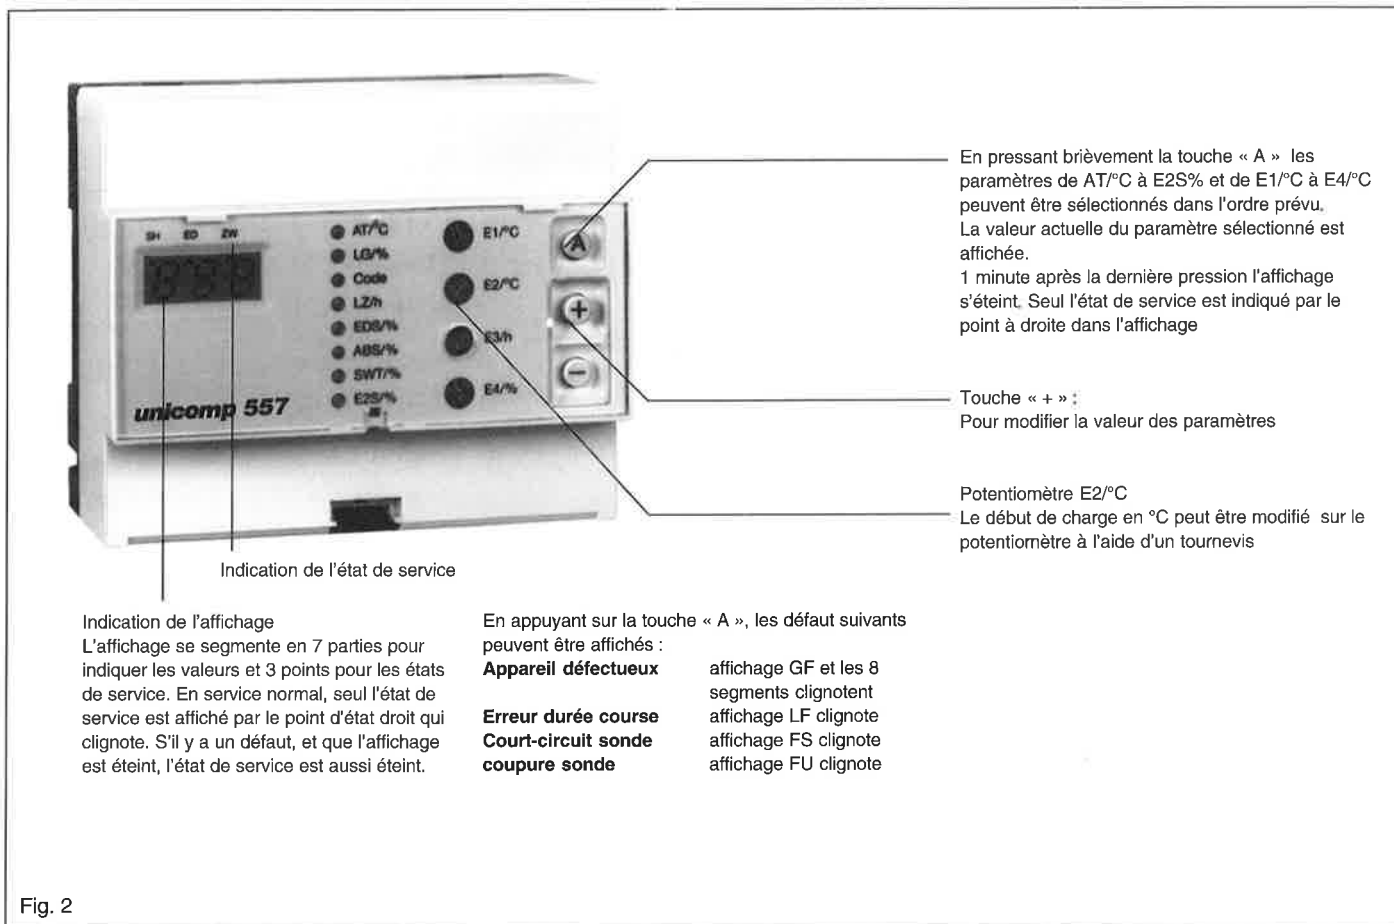 SH ED ZW
AT/°C
LG/%
Code
LZ/h
EDS/%
ABS/%
SWT/%
E2S/%
E1/°C
E2/°C
E3/h
E4/%
A
+
−
unicomp 557
En pressant brièvement la touche « A » les
paramètres de AT/°C à E2S% et de E1/°C à E4/°C
peuvent être sélectionnés dans l'ordre prévu.
La valeur actuelle du paramètre sélectionné est
affichée.
1 minute après la dernière pression l'affichage
s'éteint. Seul l'état de service est indiqué par le
point à droite dans l'affichage
Touche « + » :
Pour modifier la valeur des paramètres
Potentiomètre E2/°C
Le début de charge en °C peut être modifié sur le
potentiomètre à l'aide d'un tournevis
Indication de l'état de service
Indication de l'affichage
L'affichage se segmente en 7 parties pour
indiquer les valeurs et 3 points pour les états
de service. En service normal, seul l'état de
service est affiché par le point d'état droit qui
clignote. S'il y a un défaut, et que l'affichage
est éteint, l'état de service est aussi éteint.
En appuyant sur la touche « A », les défaut suivants
peuvent être affichés :
Appareil défectueux affichage GF et les 8
segments clignotent
Erreur durée course affichage LF clignote
Court-circuit sonde affichage FS clignote
coupure sonde affichage FU clignote
Fig. 2